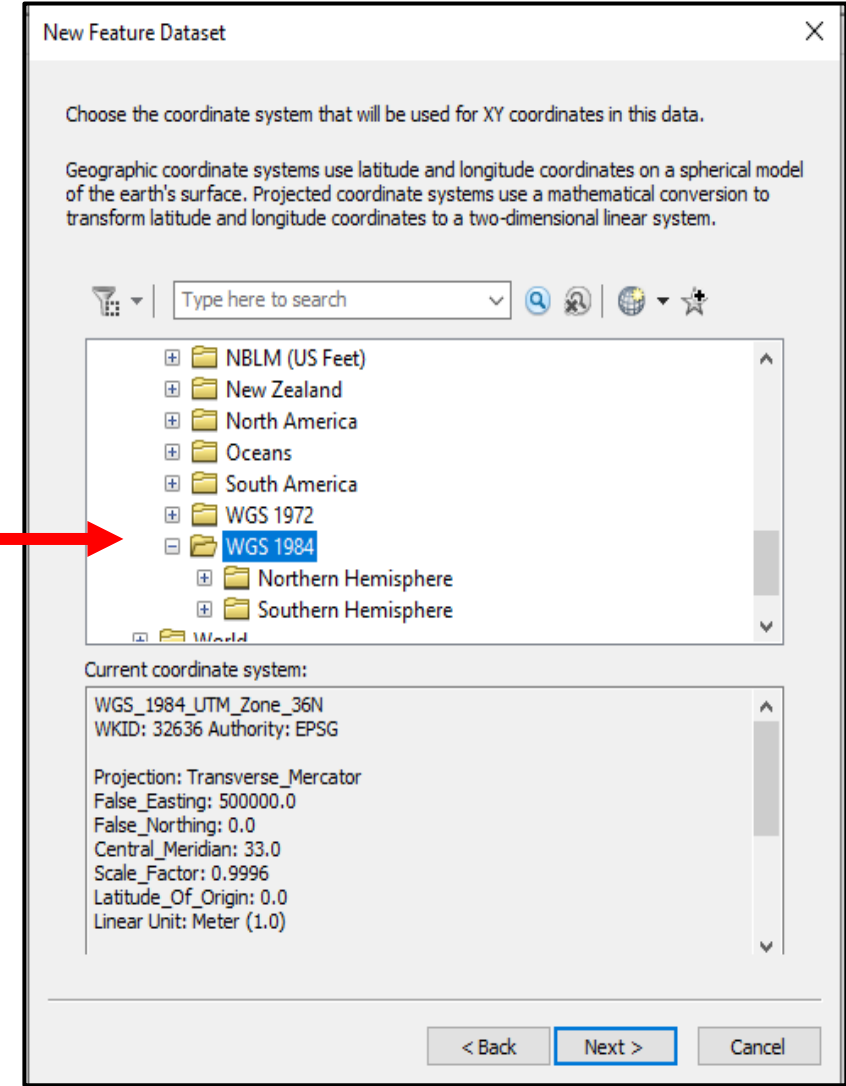 New Feature Dataset
Choose the coordinate system that will be used for XY coordinates in this data.
Geographic coordinate systems use latitude and longitude coordinates on a spherical model
of the earth's surface. Projected coordinate systems use a mathematical conversion to
transform latitude and longitude coordinates to a two-dimensional linear system.
Type here to search
NBLM (US Feet)
New Zealand
North America
Oceans
South America
WGS 1972
WGS 1984
Northern Hemisphere
Southern Hemisphere
World
Current coordinate system:
WGS_1984_UTM_Zone_36N
WKID: 32636 Authority: EPSG
Projection: Transverse_Mercator
False_Easting: 500000.0
False_Northing: 0.0
Central_Meridian: 33.0
Scale_Factor: 0.9996
Latitude_Of_Origin: 0.0
Linear Unit: Meter (1.0)
< Back Next > Cancel